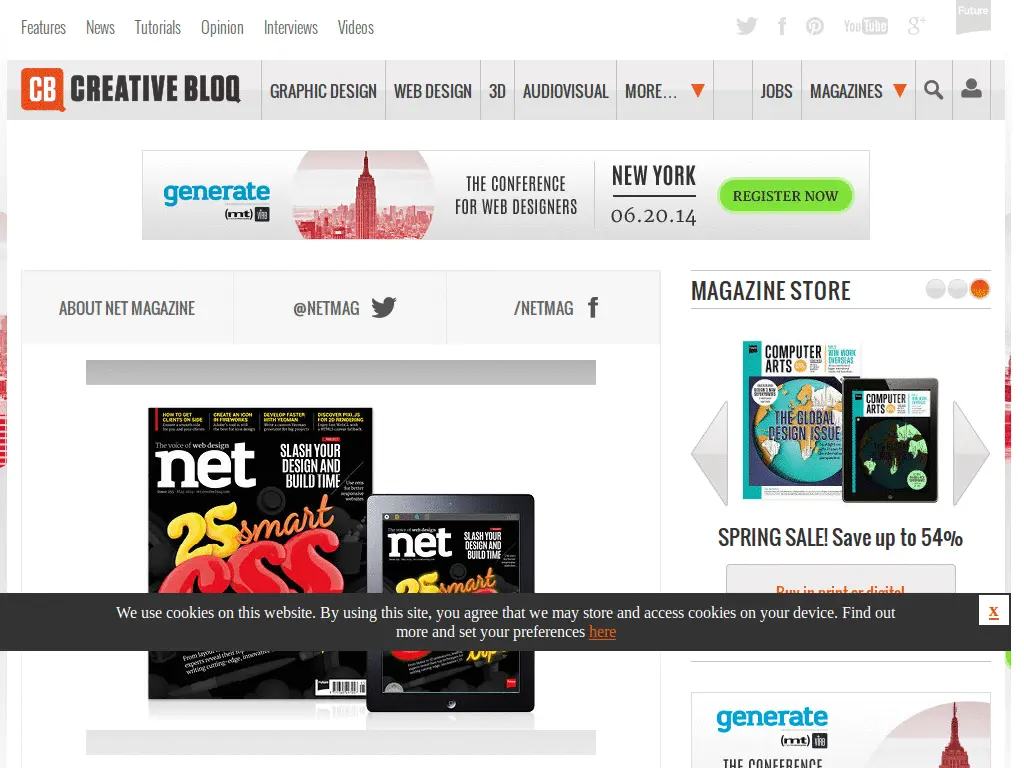 Features News Tutorials Opinion Interviews Videos
You Tube g+ Future
CB CREATIVE BLOQ GRAPHIC DESIGN WEB DESIGN 3D AUDIOVISUAL MORE... JOBS MAGAZINES
generate
(mt) VIRB
THE CONFERENCE
FOR WEB DESIGNERS
NEW YORK
06.20.14
REGISTER NOW
ABOUT NET MAGAZINE @NETMAG /NETMAG
MAGAZINE STORE
HOW TO GET
CLIENTS ON SIDE
CREATE AN ICON
IN FIREWORKS
DEVELOP FASTER
WITH YEOMAN
DISCOVER PIXI.JS
FOR 2D RENDERING
The voice of web design
net
SLASH YOUR
DESIGN AND
BUILD TIME
25 smart
CSS
net
SLASH YOUR
DESIGN AND
BUILD TIME
25 smart
COMPUTER
ARTS
WIN WORK
OVERSEAS
THE GLOBAL
DESIGN ISSUE
COMPUTER
ARTS
SPRING SALE! Save up to 54%
Buy in print or digital
We use cookies on this website. By using this site, you agree that we may store and access cookies on your device. Find out
more and set your preferences here
x
generate
(mt) VIRB
THE CONFERENCE